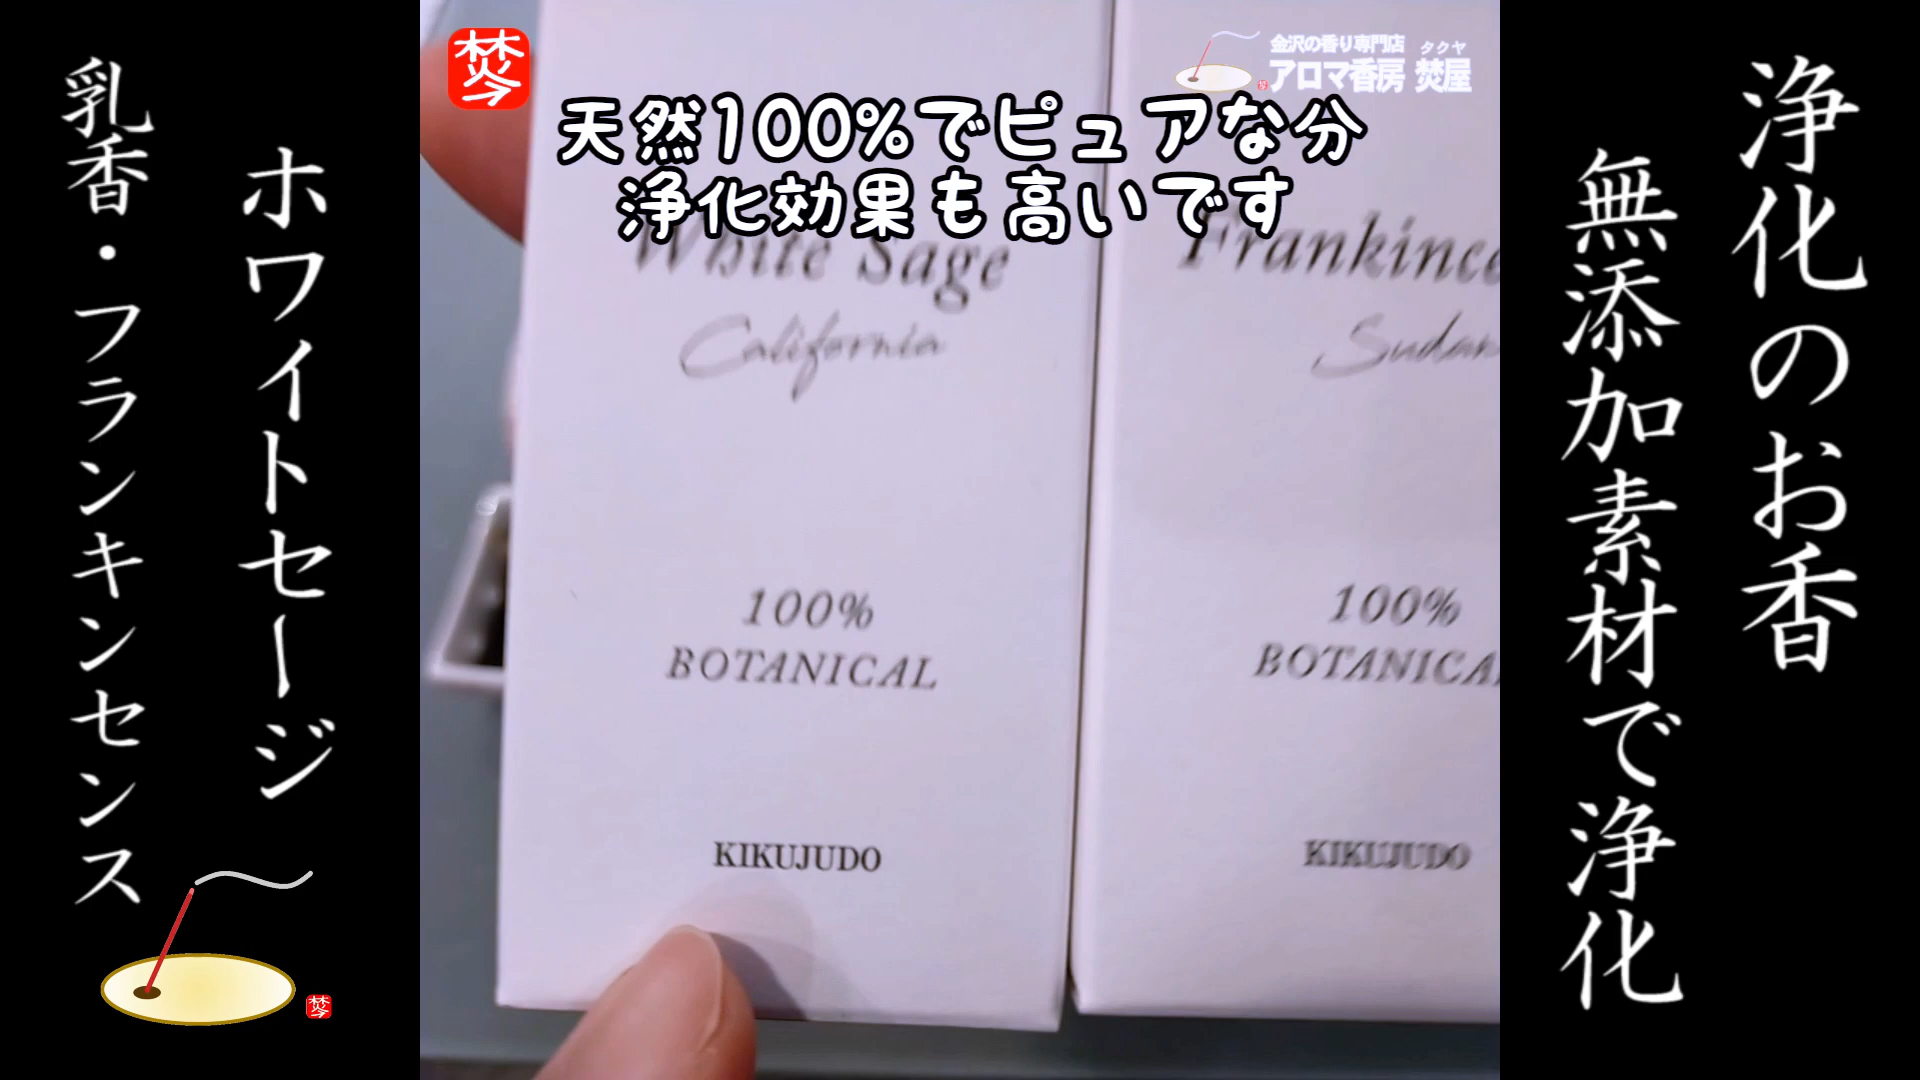 浄化のお香
無添加素材で浄化
ホワイトセージ
乳香・フランキンセンス
焚
金沢の香り専門店
タクヤ
アロマ香房 焚屋
天然100%でピュアな分
浄化効果も高いです
White Sage
California
100%
BOTANICAL
KIKUJUDO
Frankince
Sudan
100%
BOTANICAL
KIKUJUDO